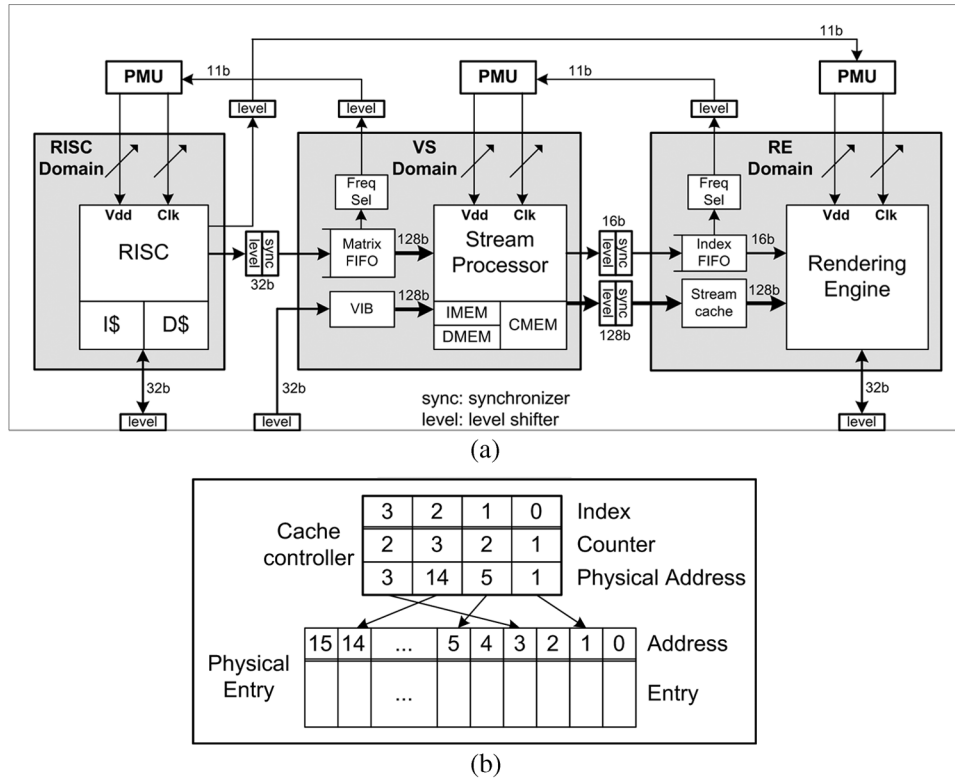 11b
11b
11b
PMU
PMU
PMU
level
level
level
RISC
Domain
VS
Domain
RE
Domain
Freq
Sel
Freq
Sel
Vdd
Clk
Vdd
Clk
Vdd
Clk
RISC
level
sync
32b
Matrix
FIFO
128b
Stream
Processor
16b
level
sync
Index
FIFO
16b
Rendering
Engine
I$
D$
VIB
128b
IMEM
DMEM
CMEM
level
sync
128b
Stream
cache
128b
32b
32b
32b
level
level
level
sync: synchronizer
level: level shifter
(a)
Cache
controller
3 2 1 0 Index
2 3 2 1 Counter
3 14 5 1 Physical Address
Physical
Entry
15 14 ... 5 4 3 2 1 0 Address
... Entry
(b)